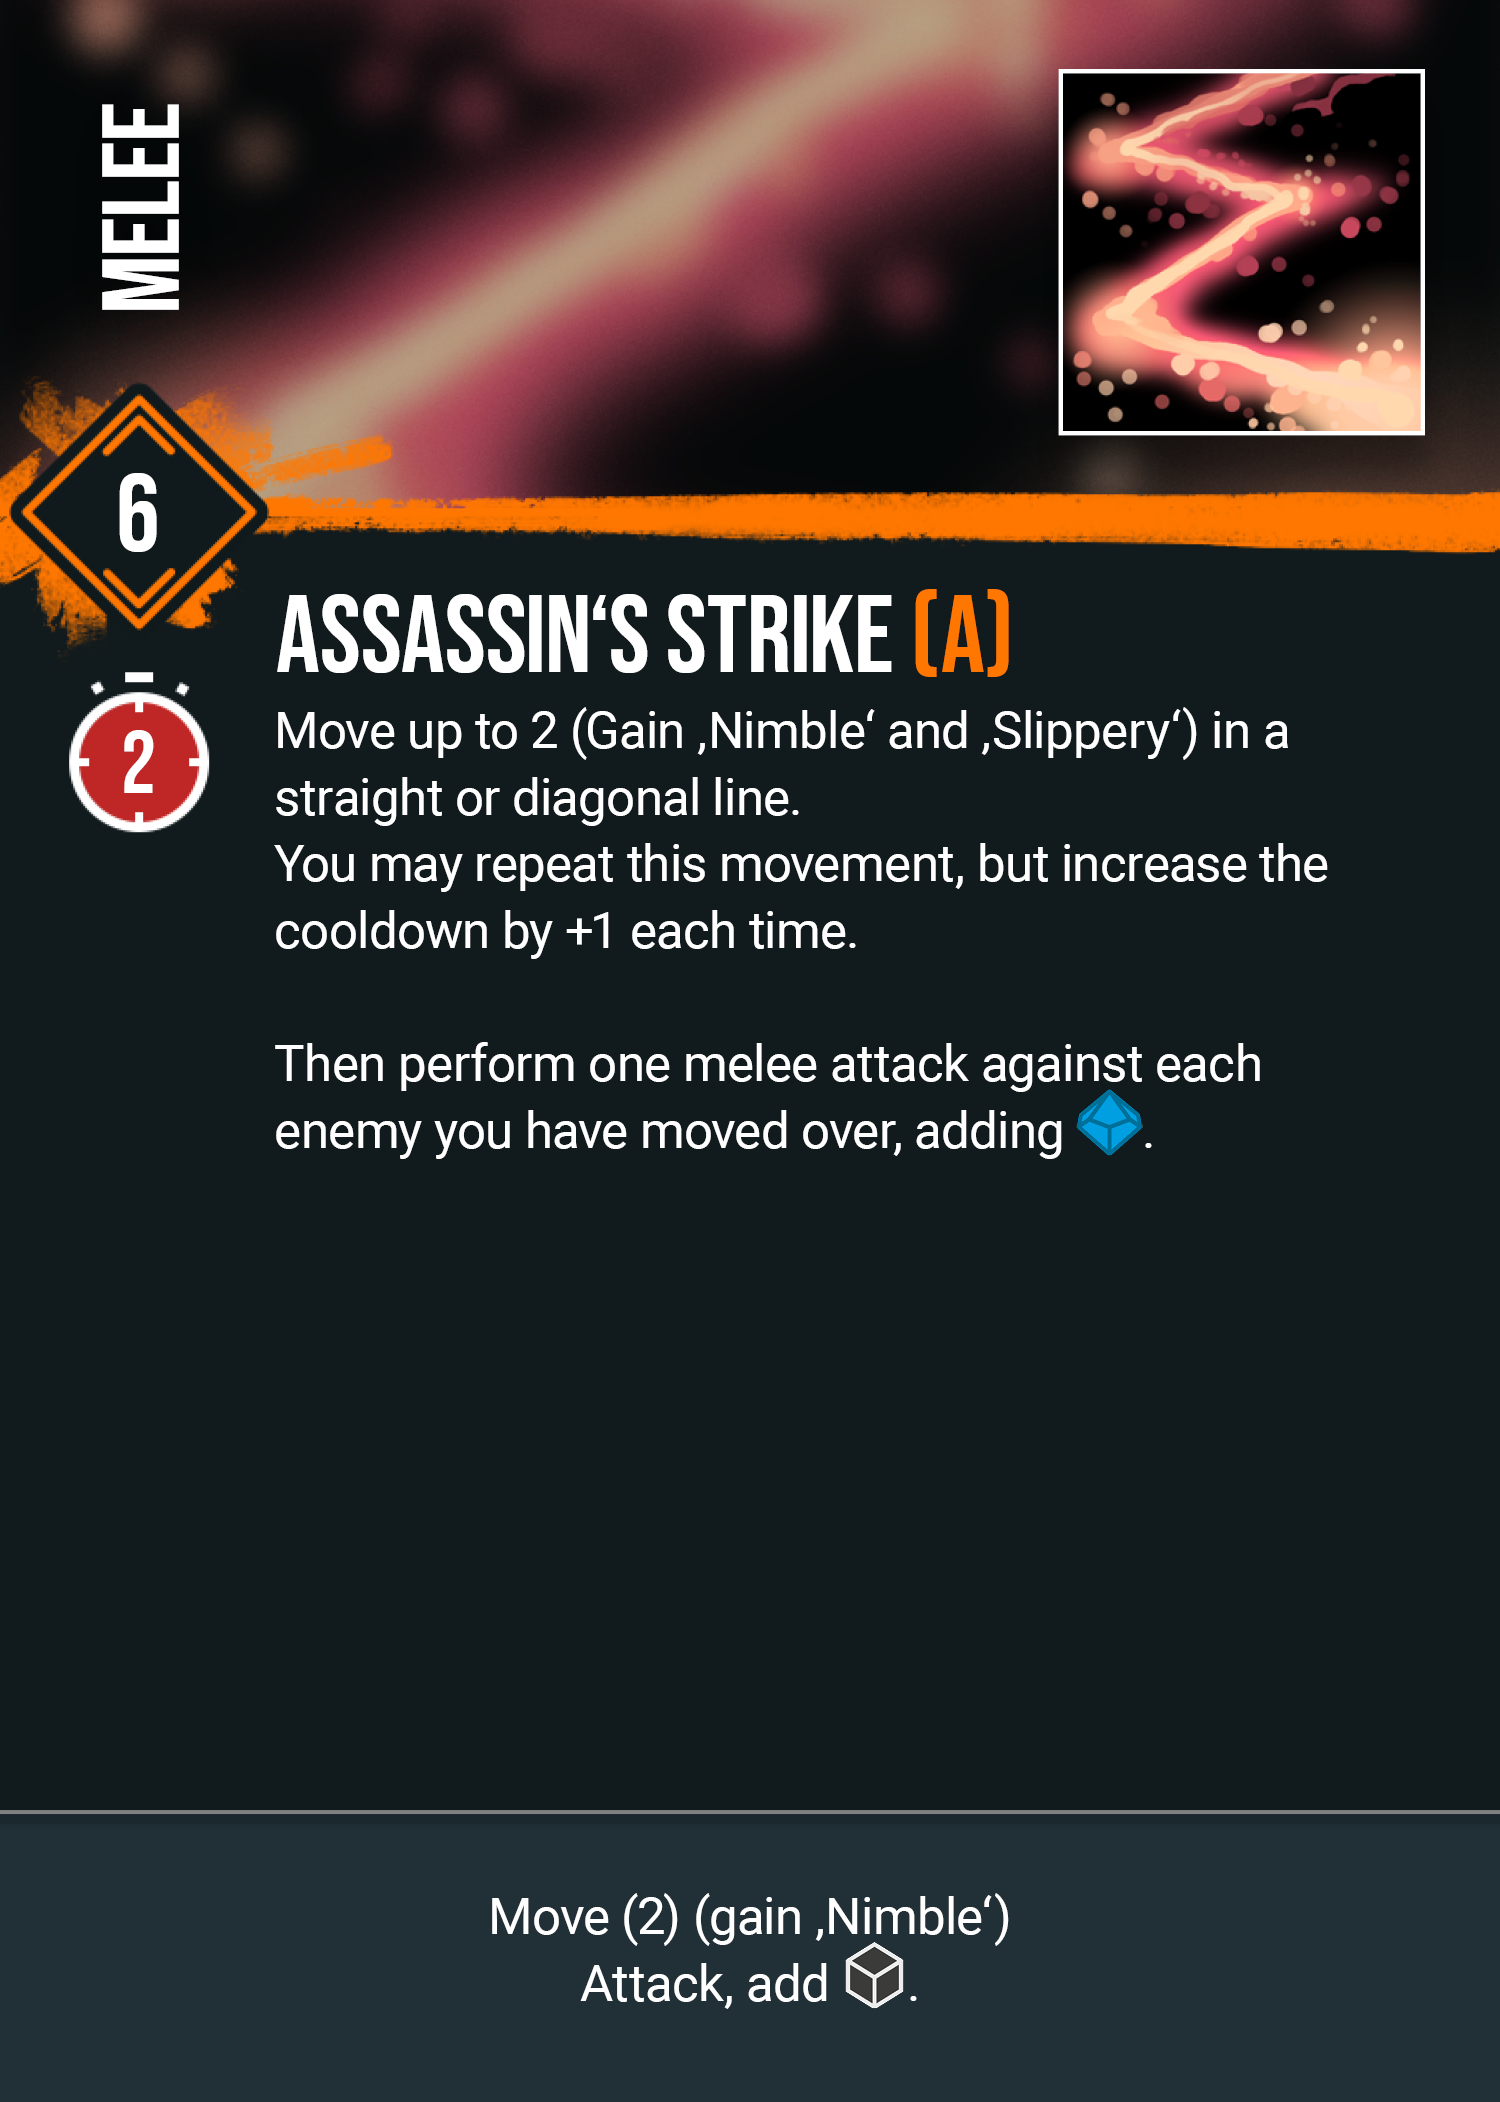 MELEE
6
ASSASSIN‘S STRIKE (A)
2
Move up to 2 (Gain ‚Nimble‘ and ‚Slippery‘) in a
straight or diagonal line.
You may repeat this movement, but increase the
cooldown by +1 each time.
Then perform one melee attack against each
enemy you have moved over, adding .
Move (2) (gain ‚Nimble‘)
Attack, add .